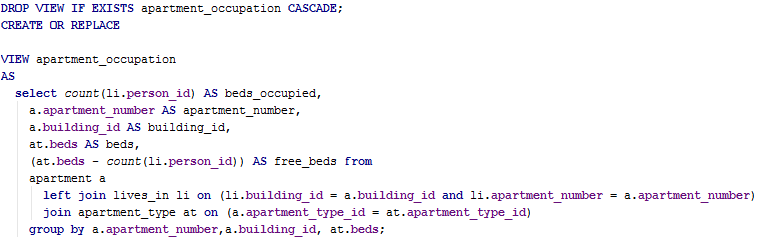 DROP VIEW IF EXISTS apartment_occupation CASCADE;
CREATE OR REPLACE
VIEW apartment_occupation
AS
select count(li.person_id) AS beds_occupied,
a.apartment_number AS apartment_number,
a.building_id AS building_id,
at.beds AS beds,
(at.beds - count(li.person_id)) AS free_beds from
apartment a
left join lives_in li on (li.building_id = a.building_id and li.apartment_number = a.apartment_number)
join apartment_type at on (a.apartment_type_id = at.apartment_type_id)
group by a.apartment_number,a.building_id, at.beds;